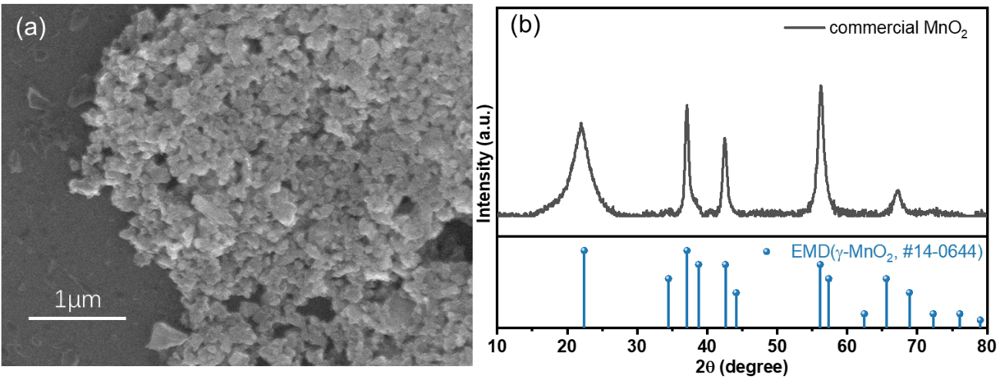 (a)
1μm
(b)
commercial MnO₂
Intensity (a.u.)
EMD(γ-MnO₂, #14-0644)
10 20 30 40 50 60 70 80
2θ (degree)